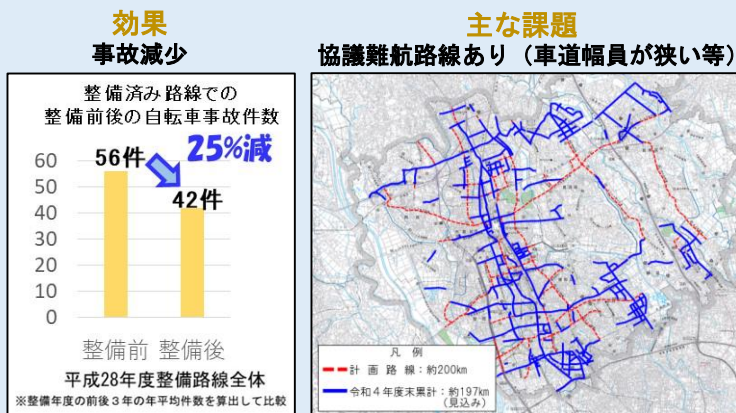 効果
事故減少
整備済み路線での
整備前後の自転車事故件数
25%減
56件
42件
60
50
40
30
20
10
0
整備前 整備後
平成28年度整備路線全体
※整備年度の前後３年の年平均件数を算出して比較
主な課題
協議難航路線あり（車道幅員が狭い等）
凡 例
計 画 路 線：約200km
令和４年度末累計：約197km
（見込み）